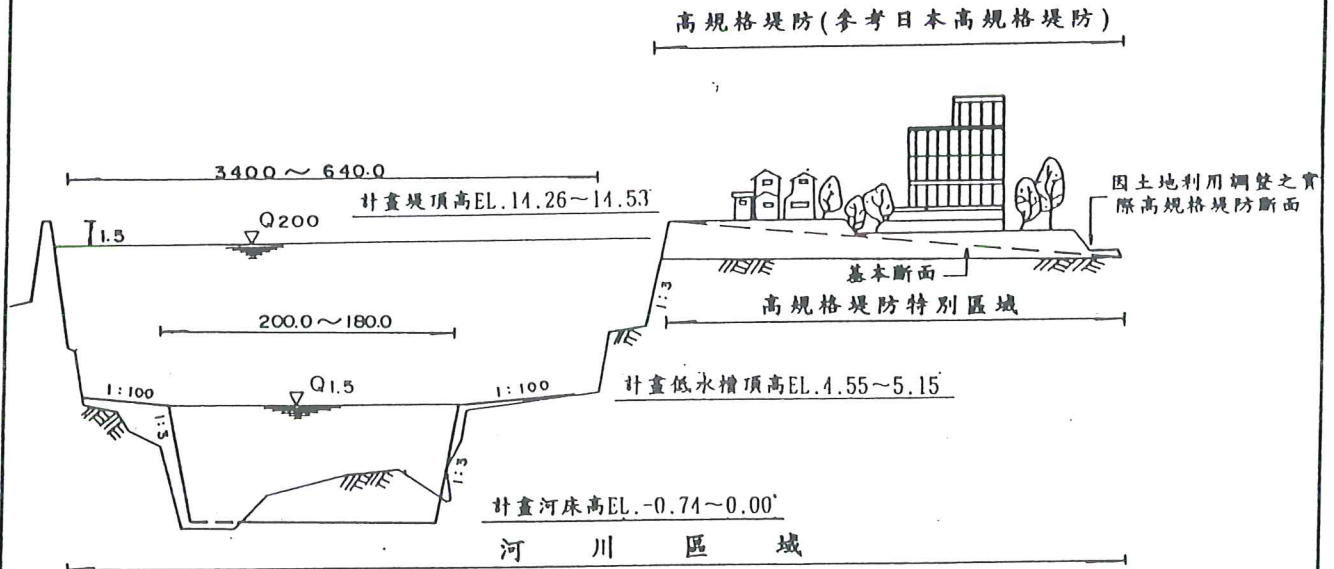 高規格堤防(參考日本高規格堤防)
3400～640.0
計畫堤頂高EL.14.26～14.53
Q200
1.5
因土地利用調整之實
際高規格堤防斷面
基本斷面
1:3
高規格堤防特別區域
200.0～180.0
1:100
Q1.5
1:100
計畫低水槽頂高EL.4.55～5.15
1:3
計畫河床高EL.-0.74～0.00
河川區域